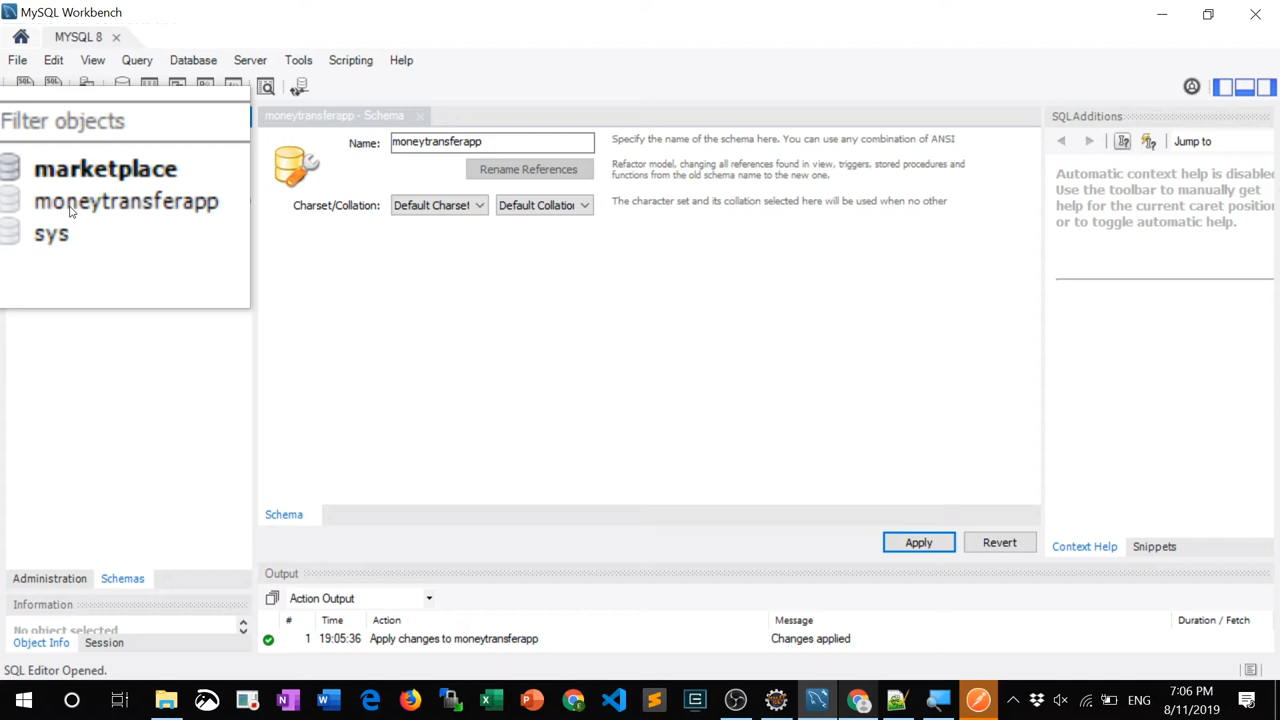 MySQL Workbench
MYSQL 8
File Edit View Query Database Server Tools Scripting Help
Filter objects
marketplace
moneytransferapp
sys
moneytransferapp - Schema
Name: moneytransferapp
Specify the name of the schema here. You can use any combination of ANSI
Rename References
Refactor model, changing all references found in view, triggers, stored procedures and
functions from the old schema name to the new one.
Charset/Collation: Default Charset Default Collation
The character set and its collation selected here will be used when no other
SQLAdditions
Jump to
Automatic context help is disabled
Use the toolbar to manually get
help for the current caret position
or to toggle automatic help.
Schema
Apply Revert
Context Help Snippets
Administration Schemas
Information
No object selected
Object Info Session
Output
Action Output
# Time Action Message Duration / Fetch
1 19:05:36 Apply changes to moneytransferapp Changes applied
SQL Editor Opened.
ENG
7:06 PM
8/11/2019